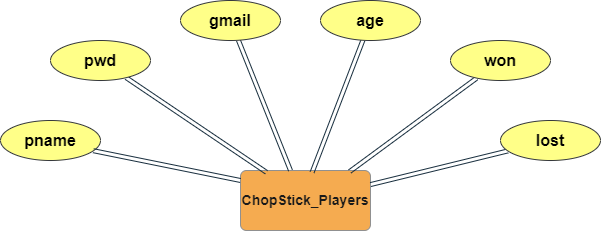 gmail
age
pwd
won
pname
lost
ChopStick_Players